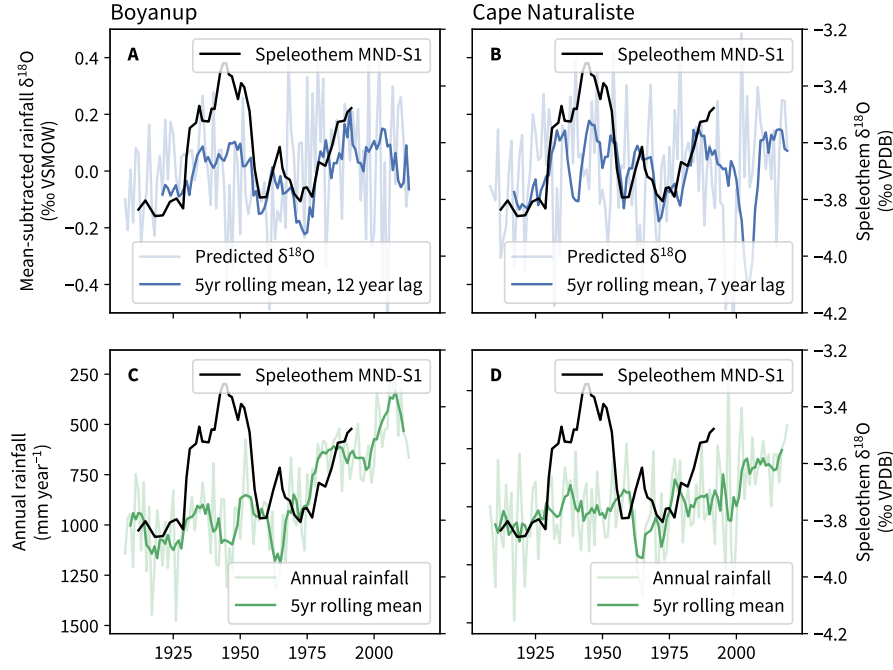 Boyanup
Cape Naturaliste
A
Speleothem MND-S1
B
Speleothem MND-S1
Mean-subtracted rainfall δ¹⁸O
(‰ VSMOW)
0.4
0.2
0.0
−0.2
−0.4
Predicted δ¹⁸O
5yr rolling mean, 12 year lag
Predicted δ¹⁸O
5yr rolling mean, 7 year lag
−3.2
−3.4
−3.6
−3.8
−4.0
−4.2
Speleothem δ¹⁸O
(‰ VPDB)
C
Speleothem MND-S1
D
Speleothem MND-S1
Annual rainfall
(mm year⁻¹)
250
500
750
1000
1250
1500
Annual rainfall
5yr rolling mean
Annual rainfall
5yr rolling mean
−3.2
−3.4
−3.6
−3.8
−4.0
−4.2
Speleothem δ¹⁸O
(‰ VPDB)
1925 1950 1975 2000
1925 1950 1975 2000